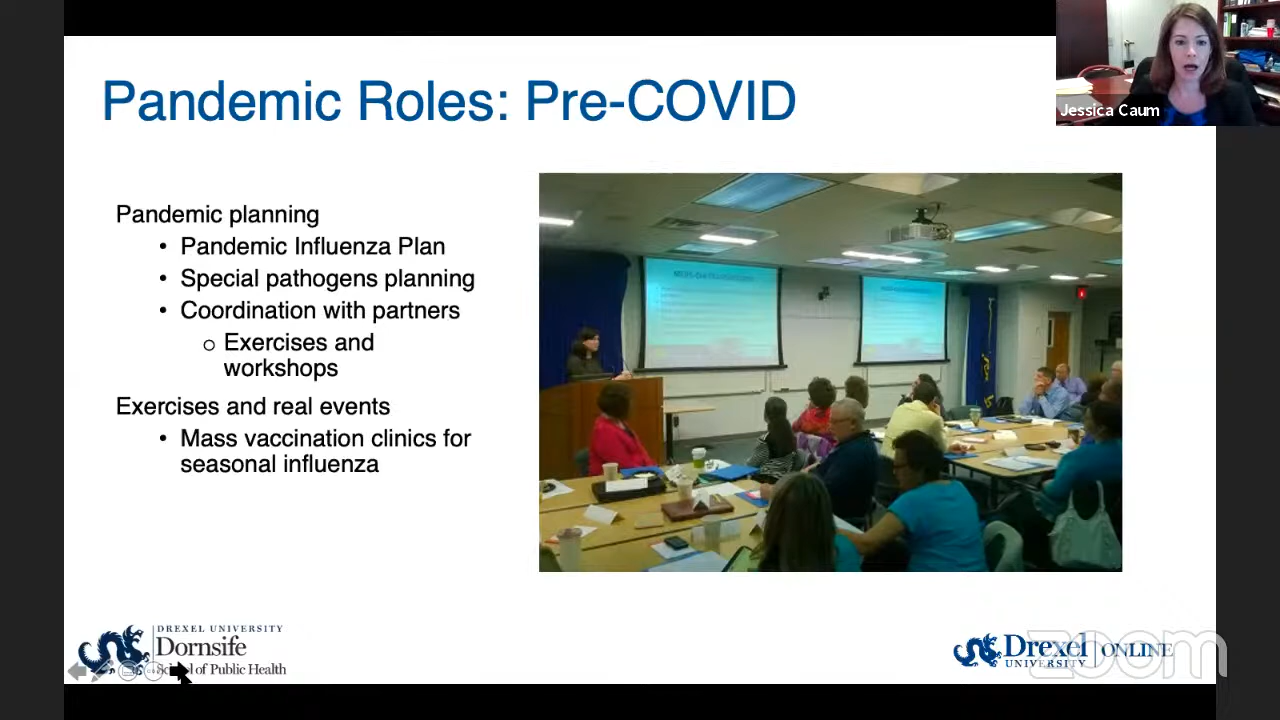 Pandemic Roles: Pre-COVID
Jessica Caum
Pandemic planning
• Pandemic Influenza Plan
• Special pathogens planning
• Coordination with partners
o Exercises and
workshops
Exercises and real events
• Mass vaccination clinics for
seasonal influenza
DREXEL UNIVERSITY
Dornsife
School of Public Health
Drexel
UNIVERSITY
ONLINE
zoom